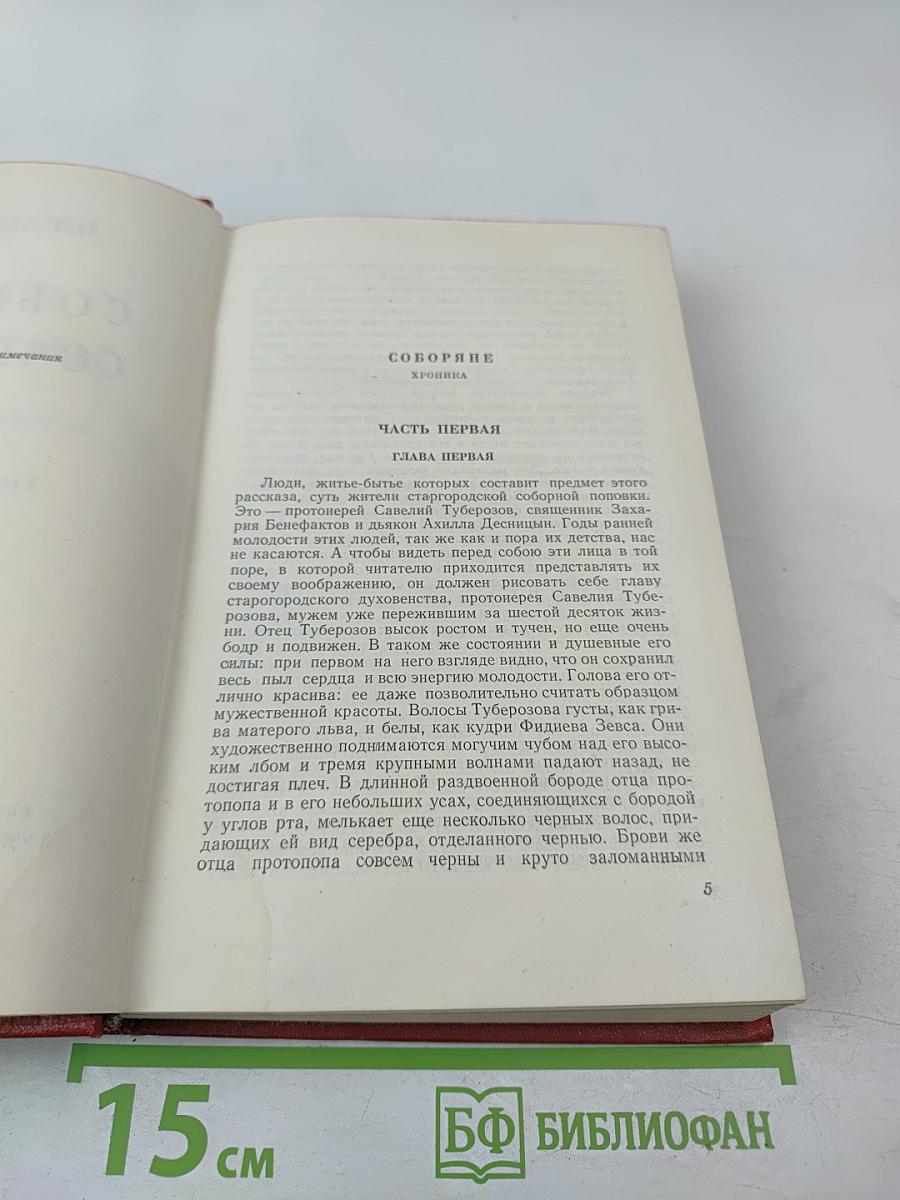 имечания
СОБОРЯНЕ
ХРОНИКА
ЧАСТЬ ПЕРВАЯ
ГЛАВА ПЕРВАЯ
Люди, житье-бытье которых составит предмет этого
рассказа, суть жители старгородской соборной поповки.
Это — протоиерей Савелий Туберозов, священник Заха-
рия Бенефактов и дьякон Ахилла Десницын. Годы ранней
молодости этих людей, так же как и пора их детства, нас
не касаются. А чтобы видеть перед собою эти лица в той
поре, в которой читателю приходится представлять их
своему воображению, он должен рисовать себе главу
старогородского духовенства, протоиерея Савелия Тубе-
розова, мужем уже пережившим за шестой десяток жиз-
ни. Отец Туберозов высок ростом и тучен, но еще очень
бодр и подвижен. В таком же состоянии и душевные его
силы: при первом на него взгляде видно, что он сохранил
весь пыл сердца и всю энергию молодости. Голова его от-
лично красива: ее даже позволительно считать образцом
мужественной красоты. Волосы Туберозова густы, как гри-
ва матерого льва, и белы, как кудри Фидиева Зевса. Они
художественно поднимаются могучим чубом над его высо-
ким лбом и тремя крупными волнами падают назад, не
достигая плеч. В длинной раздвоенной бороде отца про-
топопа и в его небольших усах, соединяющихся с бородой
у углов рта, мелькает еще несколько черных волос, при-
дающих ей вид серебра, отделанного чернью. Брови же
отца протопопа совсем черны и круто заломанными
5
15 см
БФ БИБЛИОФАН